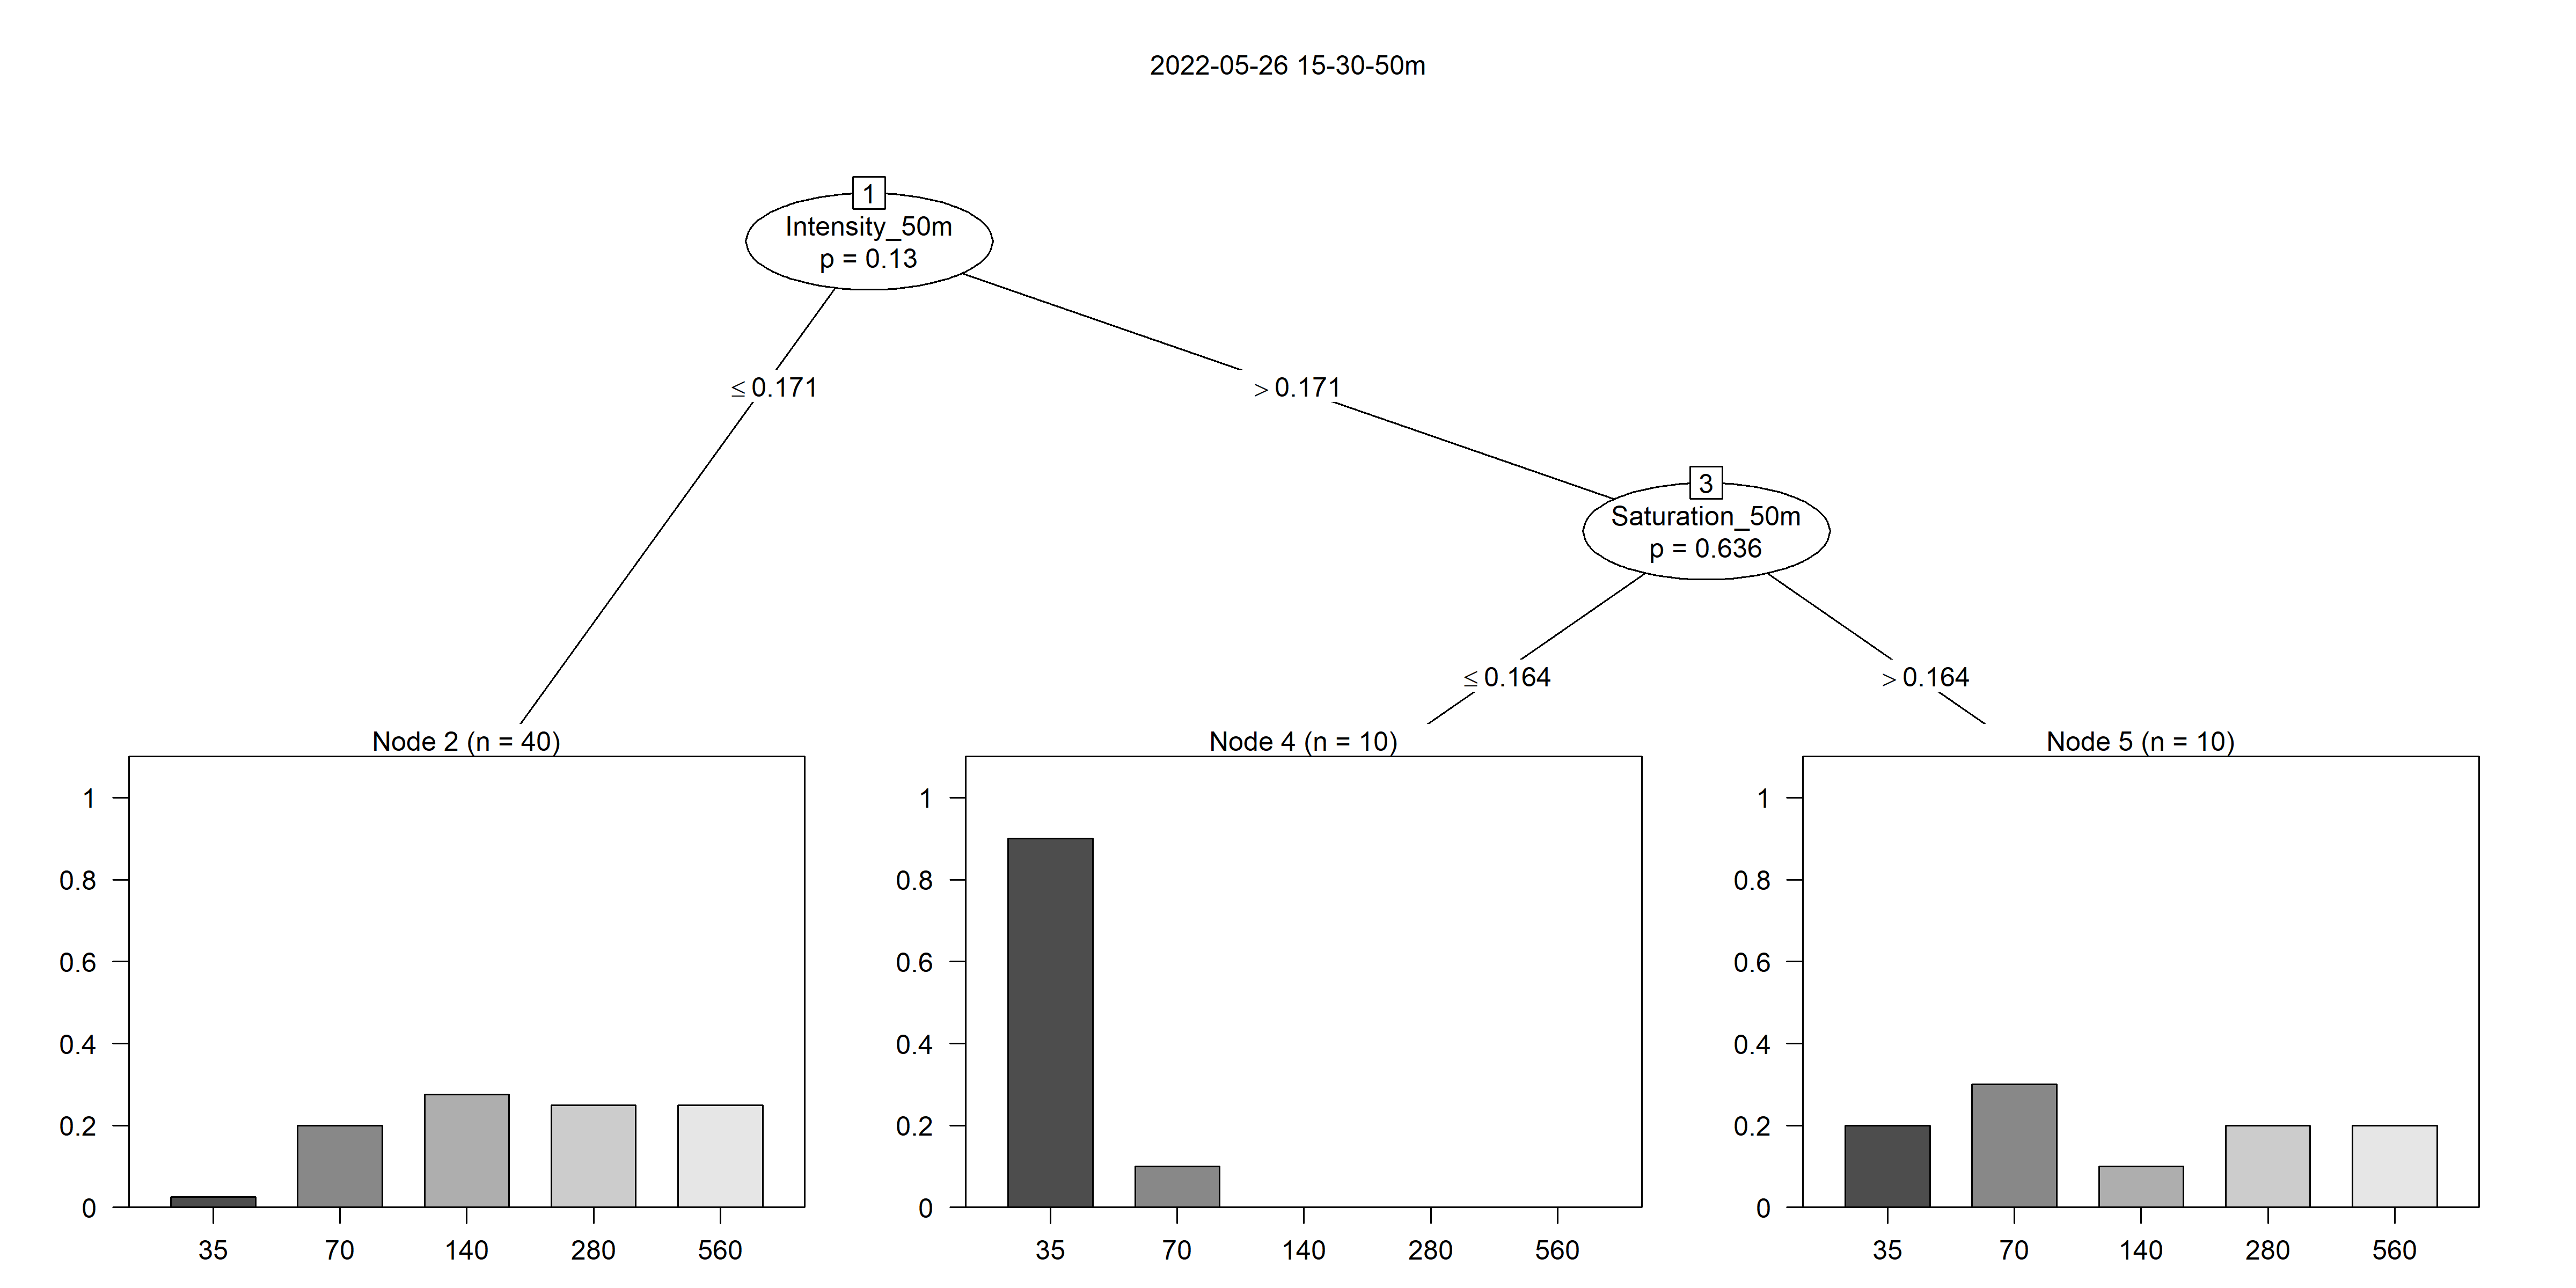 2022-05-26 15-30-50m
1
Intensity_50m
p = 0.13
≤ 0.171
> 0.171
3
Saturation_50m
p = 0.636
≤ 0.164
> 0.164
Node 2 (n = 40)
1
0.8
0.6
0.4
0.2
0
35 70 140 280 560
Node 4 (n = 10)
1
0.8
0.6
0.4
0.2
0
35 70 140 280 560
Node 5 (n = 10)
1
0.8
0.6
0.4
0.2
0
35 70 140 280 560